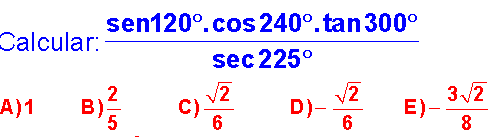 Calcular: sen120°.cos240°.tan300° / sec225°
A) 1 B) 2/5 C) √2/6 D) −√2/6 E) −3√2/8